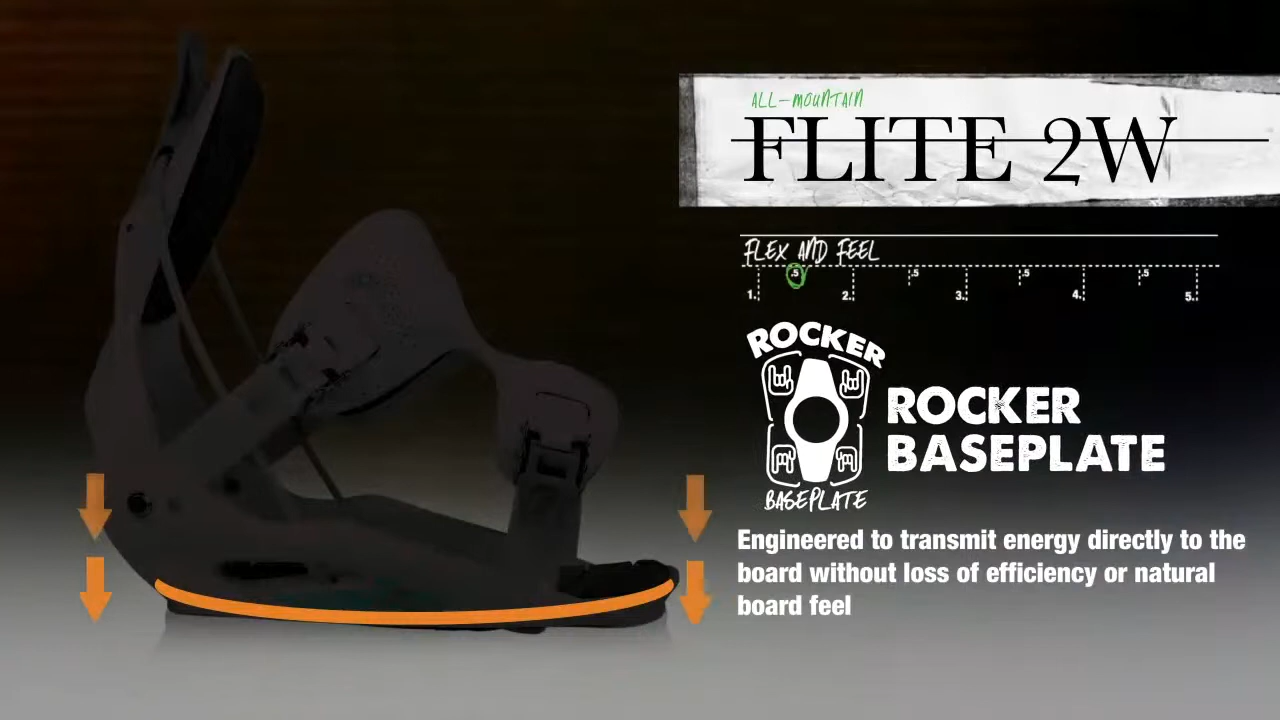 ALL-MOUNTAIN
FLITE 2W
FLEX AND FEEL
1. .5 2. .5 3. .5 4. .5 5.
ROCKER
BASEPLATE
ROCKER
BASEPLATE
Engineered to transmit energy directly to the
board without loss of efficiency or natural
board feel